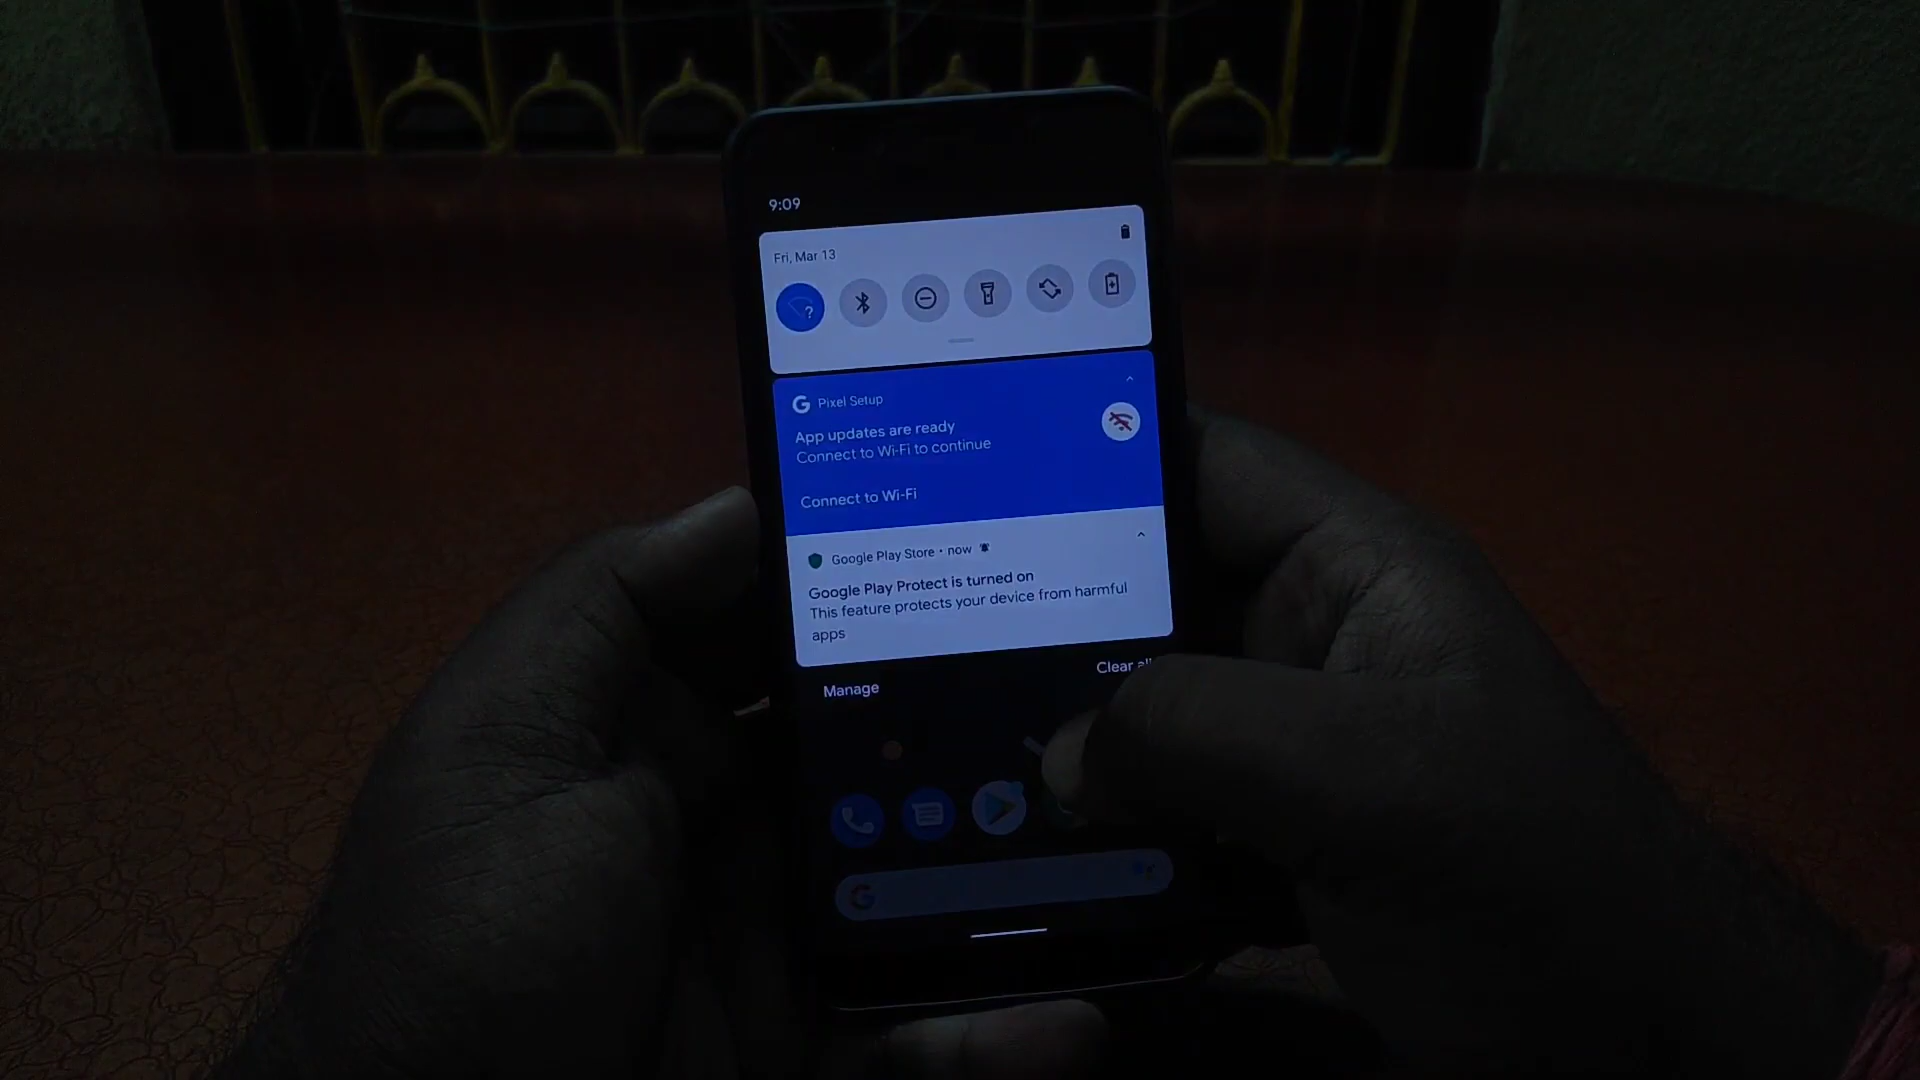 9:09
Fri, Mar 13
?
G Pixel Setup
App updates are ready
Connect to Wi-Fi to continue
Connect to Wi-Fi
Google Play Store • now
Google Play Protect is turned on
This feature protects your device from harmful
apps
Clear all
Manage
G